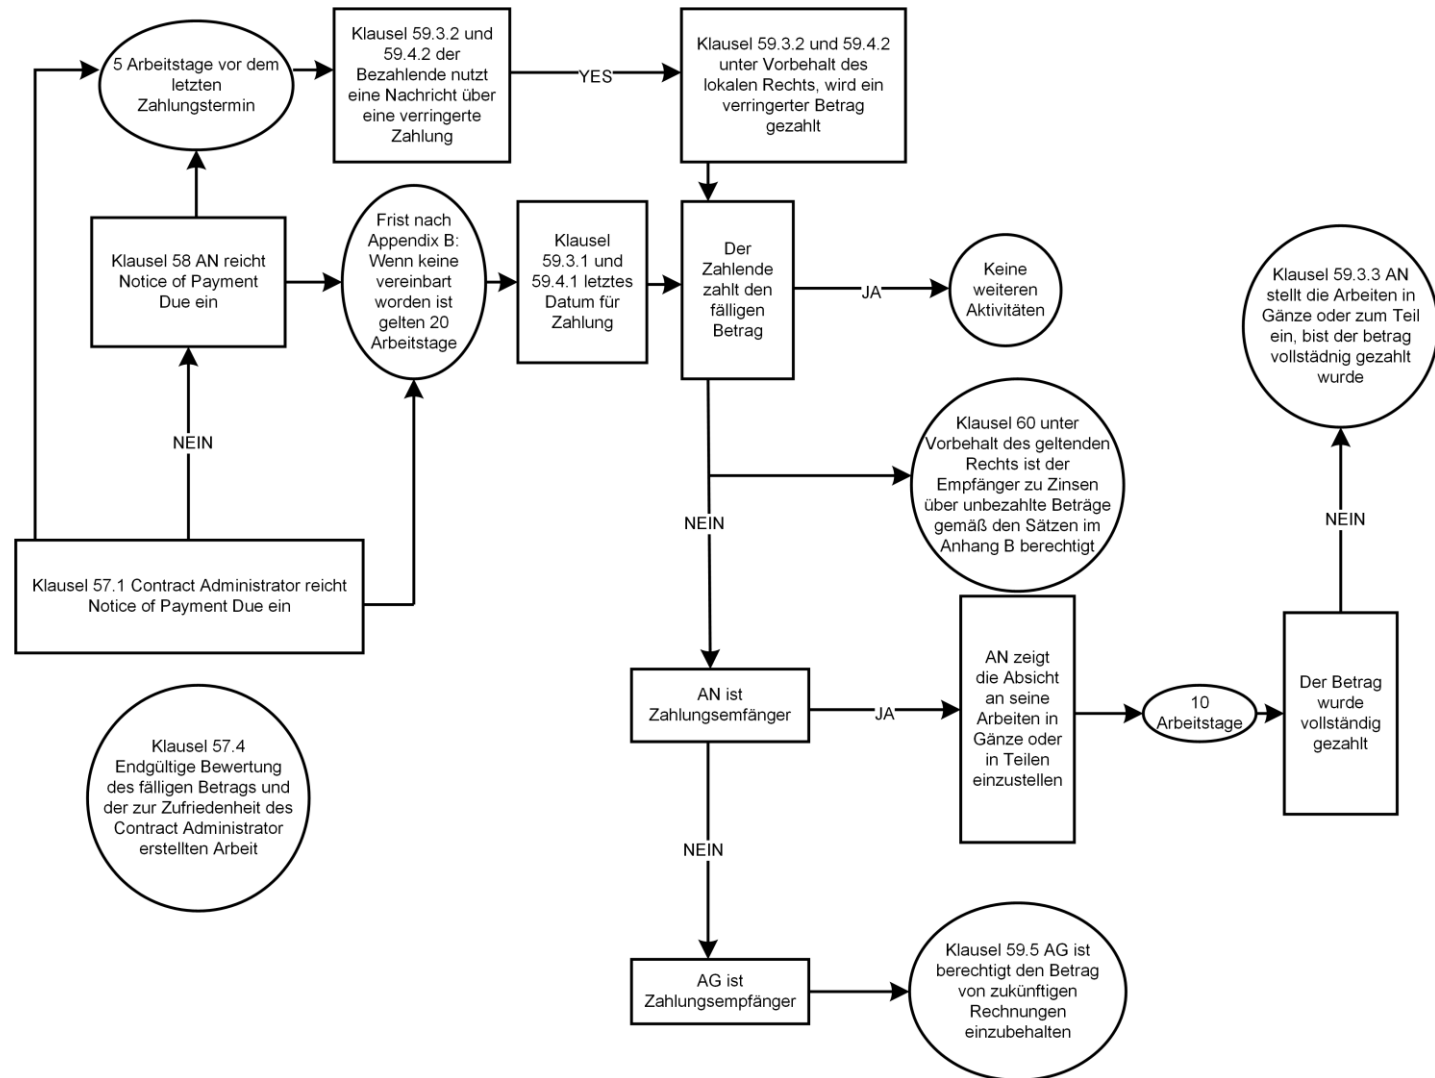 5 Arbeitstage vor dem
letzten
Zahlungstermin
Klausel 59.3.2 und
59.4.2 der
Bezahlende nutzt
eine Nachricht über
eine verringerte
Zahlung
YES
Klausel 59.3.2 und 59.4.2
unter Vorbehalt des
lokalen Rechts, wird ein
verringerter Betrag
gezahlt
Klausel 58 AN reicht
Notice of Payment
Due ein
Frist nach
Appendix B:
Wenn keine
vereinbart
worden ist
gelten 20
Arbeitstage
Klausel
59.3.1 und
59.4.1 letztes
Datum für
Zahlung
Der
Zahlende
zahlt den
fälligen
Betrag
JA
Keine
weiteren
Aktivitäten
Klausel 59.3.3 AN
stellt die Arbeiten in
Gänze oder zum Teil
ein, bist der betrag
vollstädnig gezahlt
wurde
NEIN
Klausel 60 unter
Vorbehalt des geltenden
Rechts ist der
Empfänger zu Zinsen
über unbezahlte Beträge
gemäß den Sätzen im
Anhang B berechtigt
NEIN
NEIN
Klausel 57.1 Contract Administrator reicht
Notice of Payment Due ein
AN ist
Zahlungsemfänger
JA
AN zeigt
die Absicht
an seine
Arbeiten in
Gänze oder
in Teilen
einzustellen
10
Arbeitstage
Der Betrag
wurde
vollständig
gezahlt
Klausel 57.4
Endgültige Bewertung
des fälligen Betrags und
der zur Zufriedenheit des
Contract Administrator
erstellten Arbeit
NEIN
AG ist
Zahlungsempfänger
Klausel 59.5 AG ist
berechtigt den Betrag
von zukünftigen
Rechnungen
einzubehalten